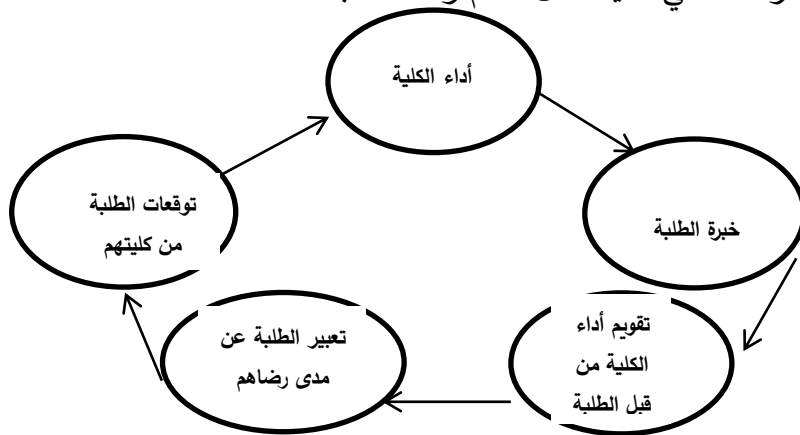 أداء الكلية
خبرة الطلبة
تقويم أداء
الكلية من
قبل الطلبة
تعبير الطلبة عن
مدى رضاهم
توقعات الطلبة
من كليتهم